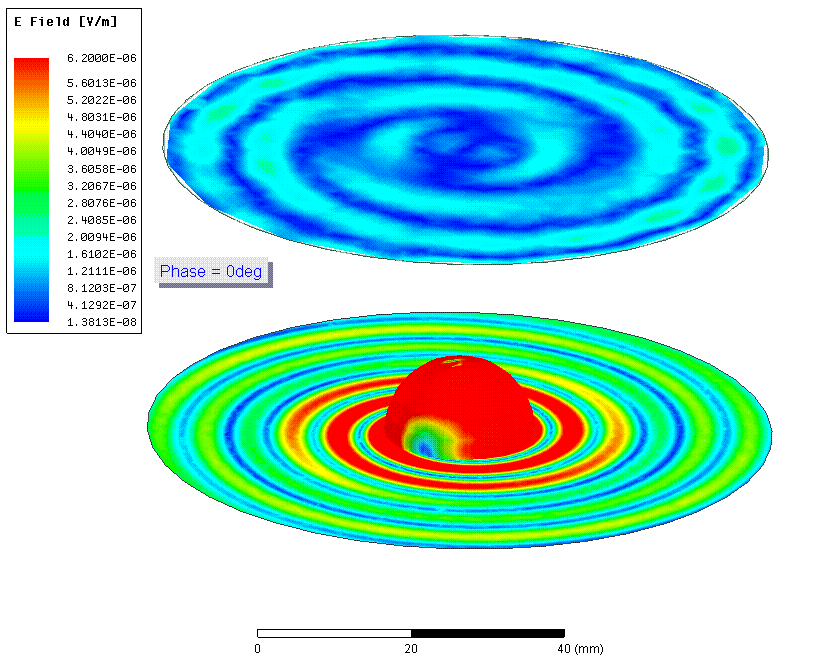 E Field [V/m]
6.2000E-06
5.6013E-06
5.2022E-06
4.8031E-06
4.4040E-06
4.0049E-06
3.6058E-06
3.2067E-06
2.8076E-06
2.4085E-06
2.0094E-06
1.6102E-06
1.2111E-06
8.1203E-07
4.1292E-07
1.3813E-08
Phase = 0deg
0 20 40 (mm)